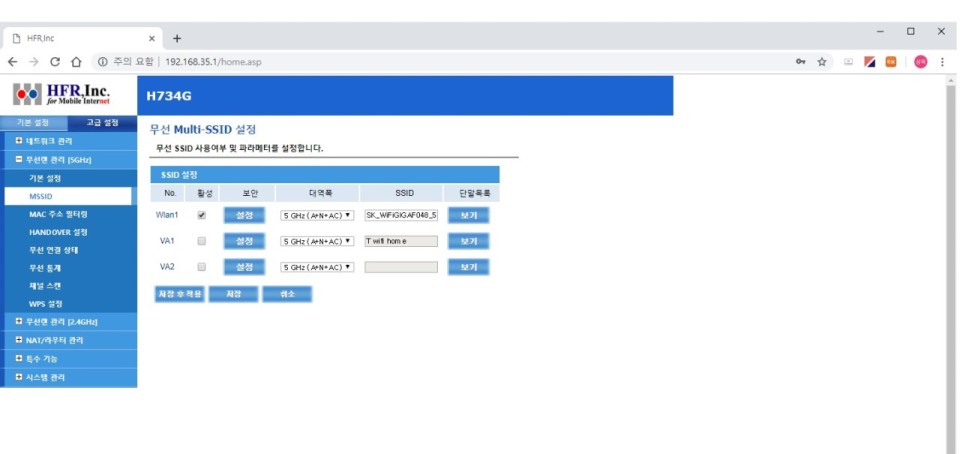 HFR,Inc
주의 요함 | 192.168.35.1/home.asp
HFR,Inc.
for Mobile Internet
H734G
기본 설정 고급 설정
네트워크 관리
무선랜 관리 [5GHz]
기본 설정
MSSID
MAC 주소 필터링
HANDOVER 설정
무선 연결 상태
무선 통계
채널 스캔
WPS 설정
무선랜 관리 [2.4GHz]
NAT/라우터 관리
특수 기능
시스템 관리
무선 Multi-SSID 설정
무선 SSID 사용여부 및 파라메터를 설정합니다.
SSID 설정
No. 활성 보안 대역폭 SSID 단말목록
Wlan1 설정 5 GHz (A+N+AC) SK_WiFiGIGAF048_5 보기
VA1 설정 5 GHz (A+N+AC) T wifi home 보기
VA2 설정 5 GHz (A+N+AC) 보기
저장 후 적용 저장 취소